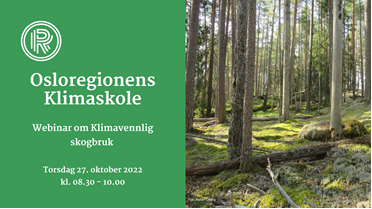 Osloregionens
Klimaskole
Webinar om Klimavennlig
skogbruk
Torsdag 27. oktober 2022
kl. 08.30 - 10.00